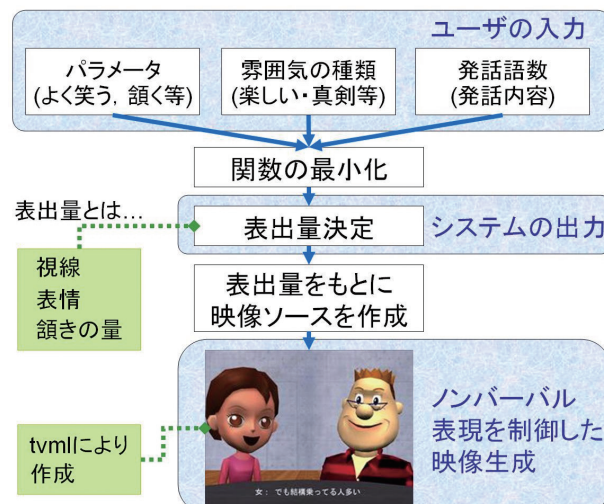 ユーザの入力
パラメータ
(よく笑う，頷く等)
雰囲気の種類
(楽しい・真剣等)
発話語数
(発話内容)
関数の最小化
表出量とは…
表出量決定
システムの出力
視線
表情
頷きの量
表出量をもとに
映像ソースを作成
ノンバーバル
表現を制御した
映像生成
tvmlにより
作成
女： でも結構乗ってる人多い